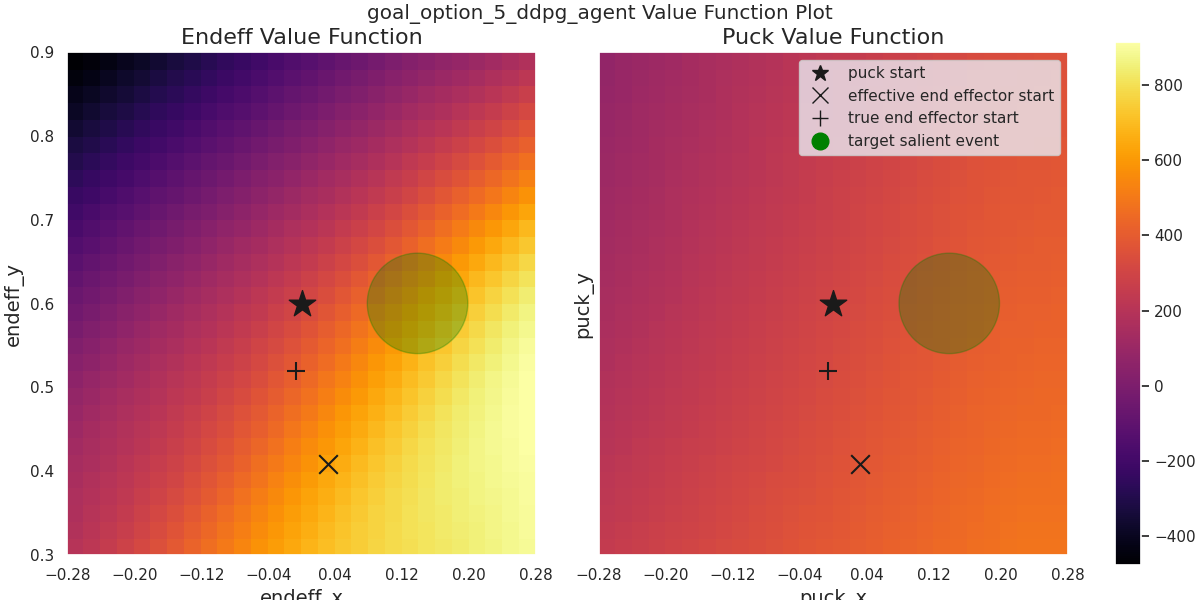 goal_option_5_ddpg_agent Value Function Plot
Endeff Value Function
Puck Value Function
0.9
0.8
0.7
0.6
0.5
0.4
0.3
endeff_y
−0.28 −0.20 −0.12 −0.04 0.04 0.12 0.20 0.28
endeff_x
puck_y
puck start
effective end effector start
true end effector start
target salient event
−0.28 −0.20 −0.12 −0.04 0.04 0.12 0.20 0.28
puck_x
800
600
400
200
0
−200
−400